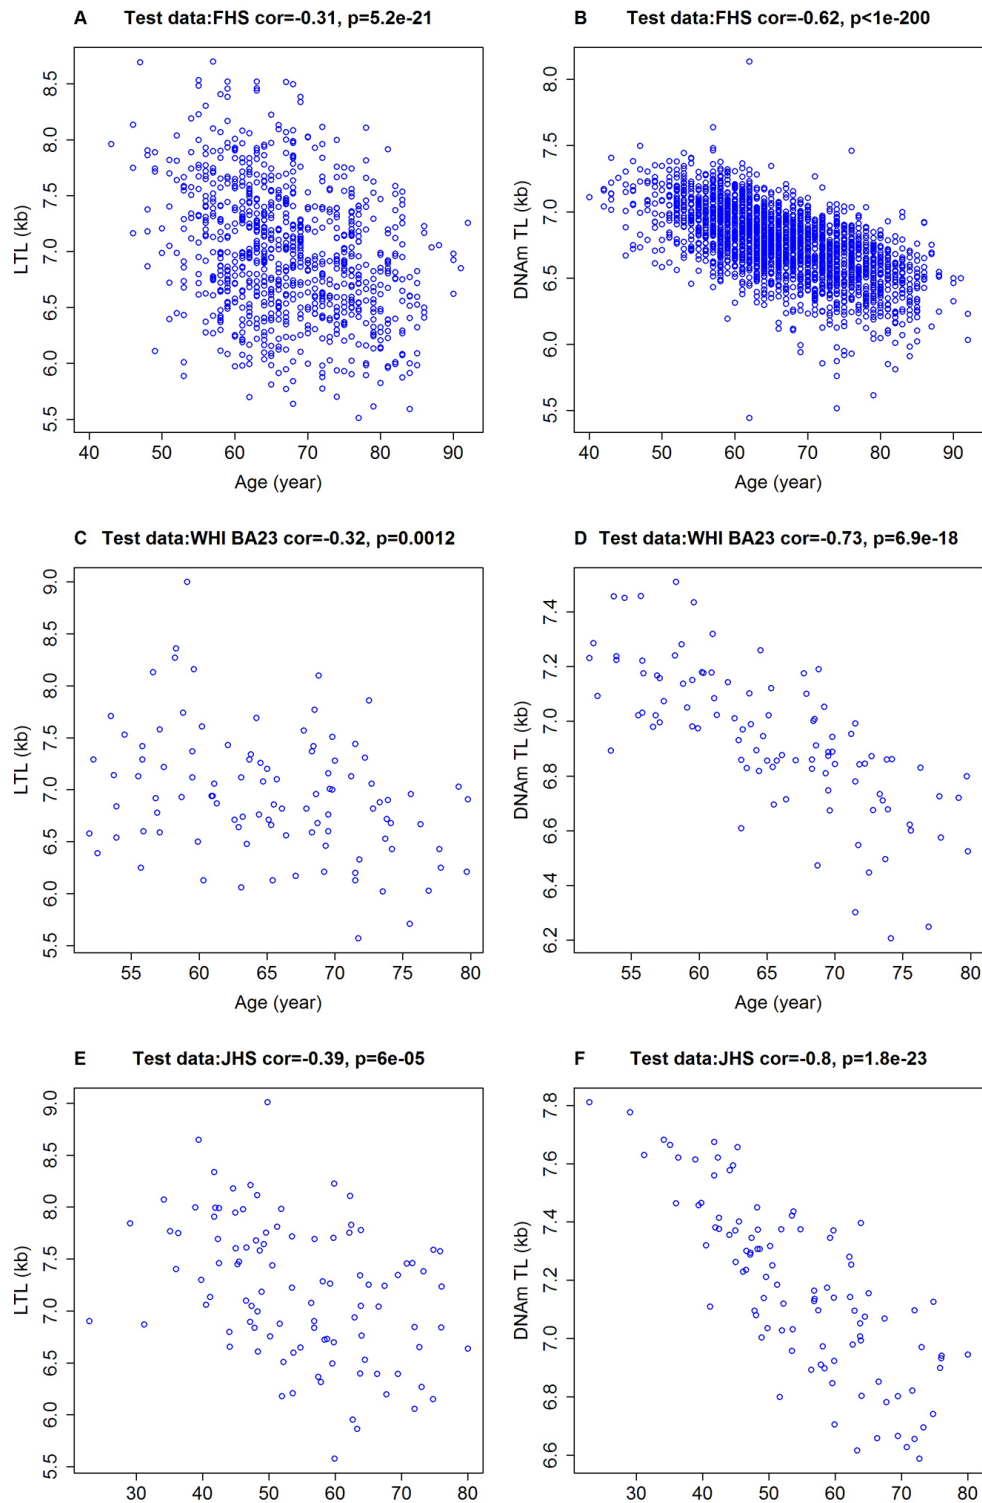 A Test data:FHS cor=-0.31, p=5.2e-21
LTL (kb)
8.5
8.0
7.5
7.0
6.5
6.0
5.5
40 50 60 70 80 90
Age (year)
B Test data:FHS cor=-0.62, p<1e-200
DNAm TL (kb)
8.0
7.5
7.0
6.5
6.0
5.5
40 50 60 70 80 90
Age (year)
C Test data:WHI BA23 cor=-0.32, p=0.0012
LTL (kb)
9.0
8.5
8.0
7.5
7.0
6.5
6.0
5.5
55 60 65 70 75 80
Age (year)
D Test data:WHI BA23 cor=-0.73, p=6.9e-18
DNAm TL (kb)
7.4
7.2
7.0
6.8
6.6
6.4
6.2
55 60 65 70 75 80
Age (year)
E Test data:JHS cor=-0.39, p=6e-05
LTL (kb)
9.0
8.5
8.0
7.5
7.0
6.5
6.0
5.5
30 40 50 60 70 80
F Test data:JHS cor=-0.8, p=1.8e-23
DNAm TL (kb)
7.8
7.6
7.4
7.2
7.0
6.8
6.6
30 40 50 60 70 80